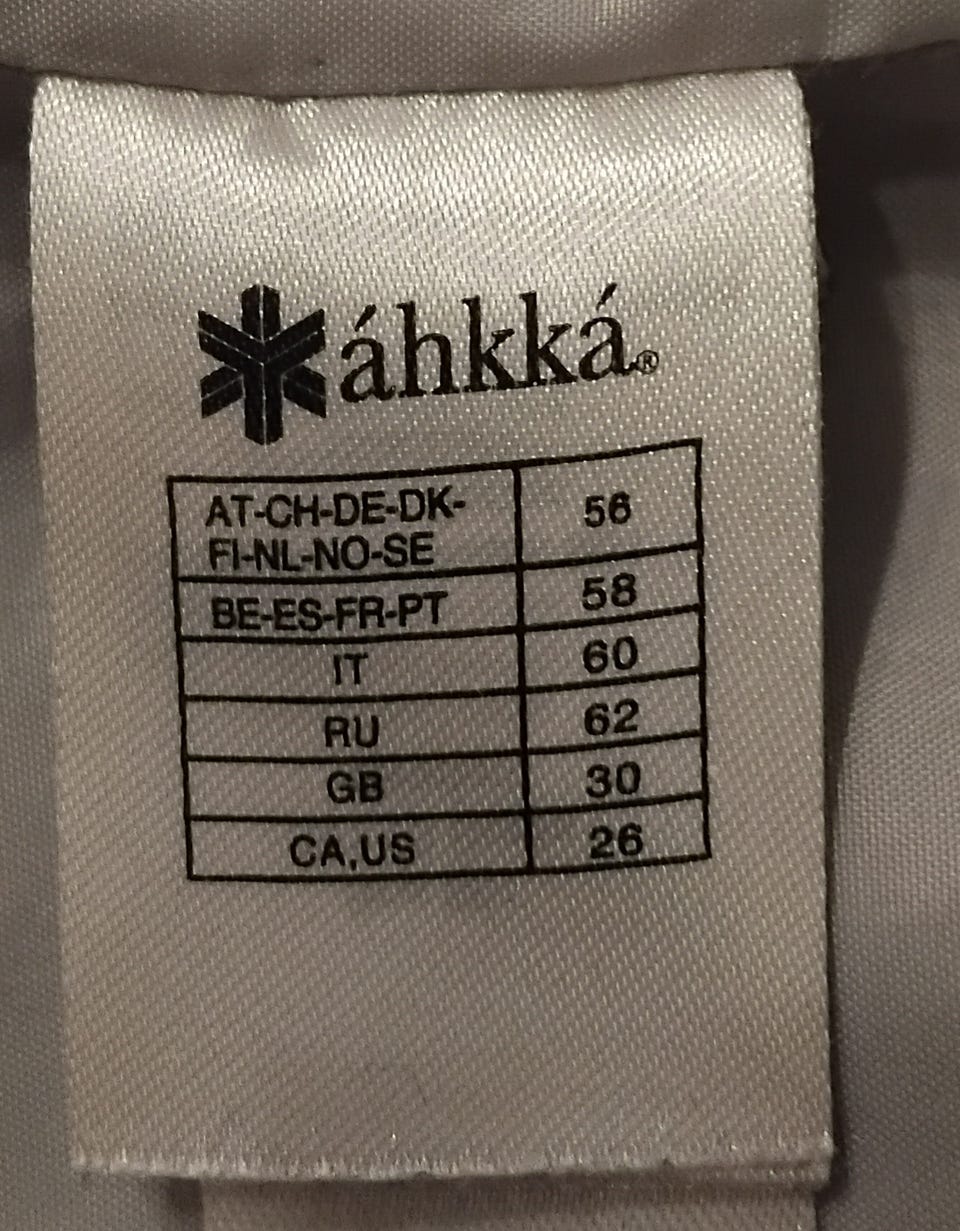 áhkká®
AT-CH-DE-DK- 56
FI-NL-NO-SE
BE-ES-FR-PT 58
IT 60
RU 62
GB 30
CA,US 26